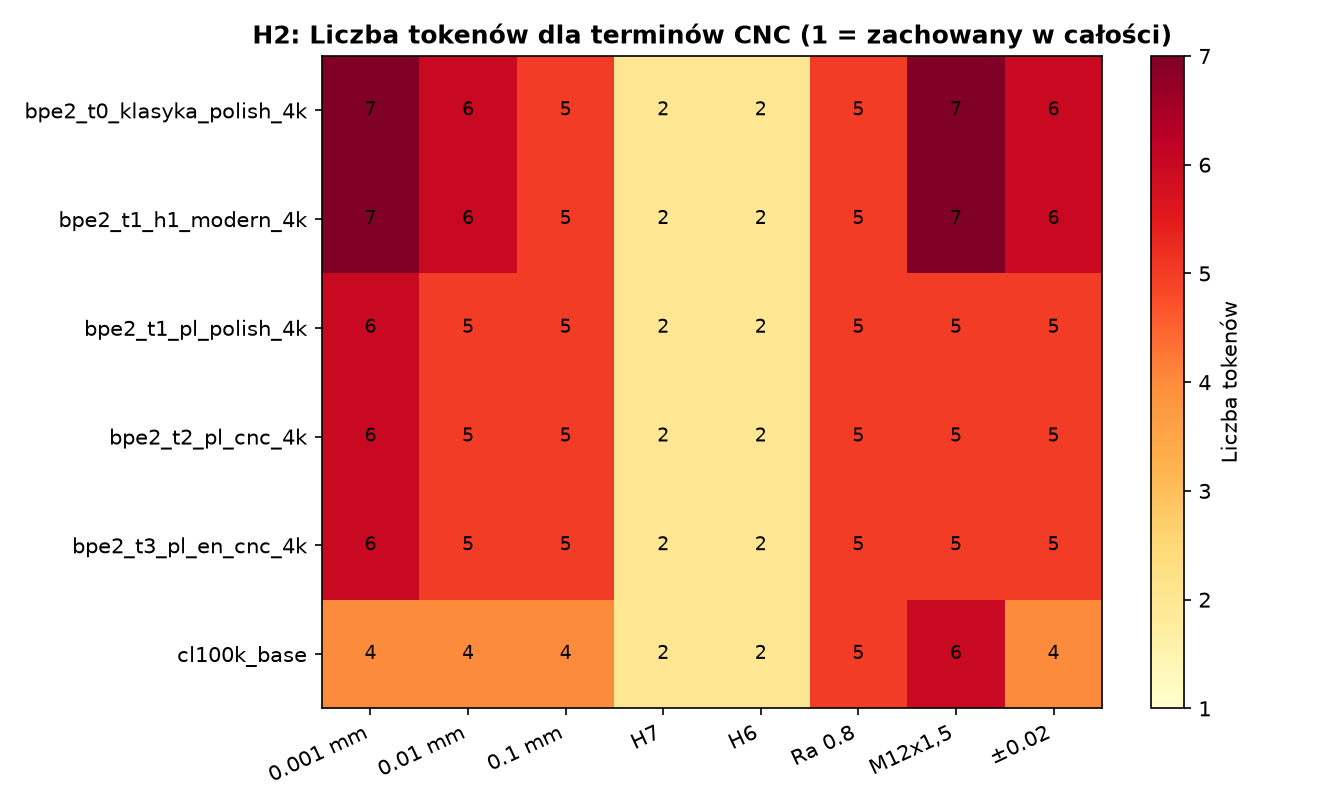 H2: Liczba tokenów dla terminów CNC (1 = zachowany w całości)
bpe2_t0_klasyka_polish_4k 7 6 5 2 2 5 7 6
bpe2_t1_h1_modern_4k 7 6 5 2 2 5 7 6
bpe2_t1_pl_polish_4k 6 5 5 2 2 5 5 5
bpe2_t2_pl_cnc_4k 6 5 5 2 2 5 5 5
bpe2_t3_pl_en_cnc_4k 6 5 5 2 2 5 5 5
cl100k_base 4 4 4 2 2 5 6 4
0.001 mm 0.01 mm 0.1 mm H7 H6 Ra 0.8 M12x1,5 ±0.02
7
6
5
4
3
2
1
Liczba tokenów